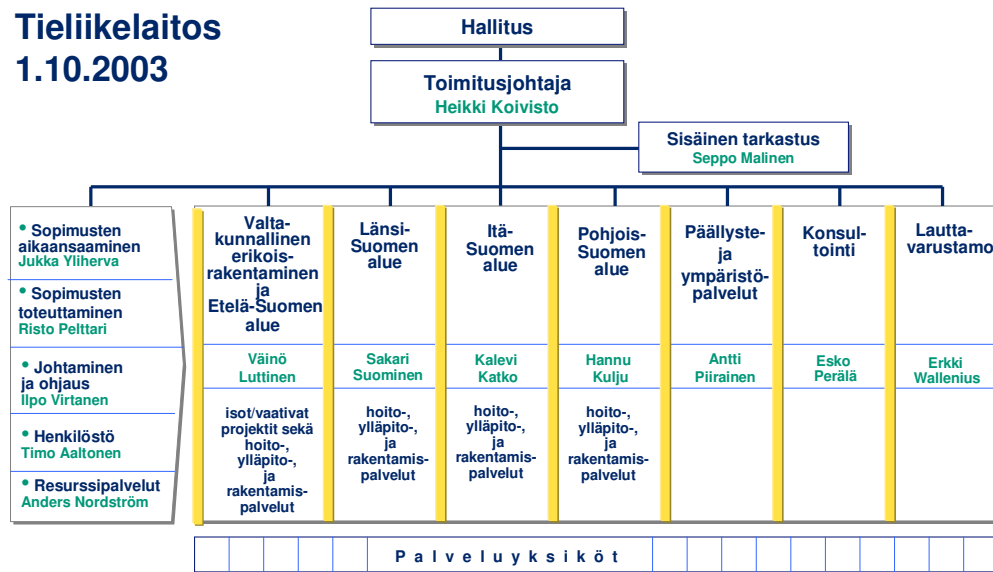 Tieliikelaitos
1.10.2003
Hallitus
Toimitusjohtaja
Heikki Koivisto
Sisäinen tarkastus
Seppo Malinen
• Sopimusten
aikaansaaminen
Jukka Yliherva
• Sopimusten
toteuttaminen
Risto Pelttari
• Johtaminen
ja ohjaus
Ilpo Virtanen
• Henkilöstö
Timo Aaltonen
• Resurssipalvelut
Anders Nordström
Valta-
kunnallinen
erikois-
rakentaminen
ja
Etelä-Suomen
alue
Väinö
Luttinen
isot/vaativat
projektit sekä
hoito-,
ylläpito-,
ja
rakentamis-
palvelut
Länsi-
Suomen
alue
Sakari
Suominen
hoito-,
ylläpito-,
ja
rakentamis-
palvelut
Itä-
Suomen
alue
Kalevi
Katko
hoito-,
ylläpito-,
ja
rakentamis-
palvelut
Pohjois-
Suomen
alue
Hannu
Kulju
hoito-,
ylläpito-,
ja
rakentamis-
palvelut
Päällyste-
ja
ympäristö-
palvelut
Antti
Piirainen
Konsul-
tointi
Esko
Perälä
Lautta-
varustamo
Erkki
Wallenius
Palveluyksiköt